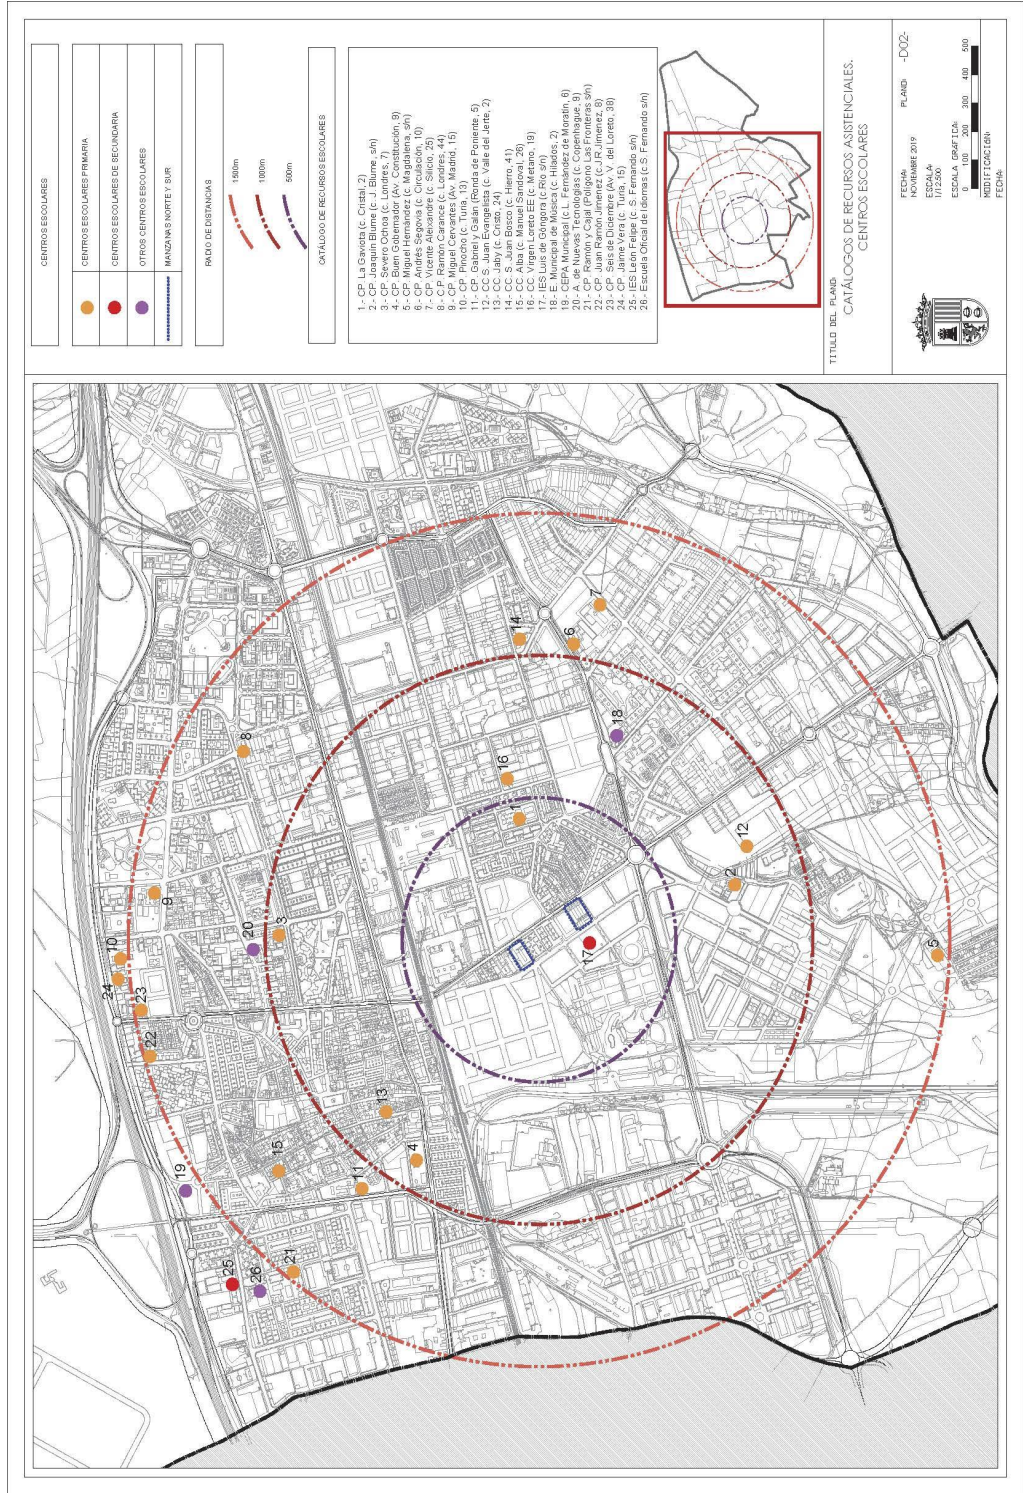 CENTROS ESCOLARES
CENTROS ESCOLARES PRIMARIA
CENTROS ESCOLARES DE SECUNDARIA
OTROS CENTROS ESCOLARES
MANZANAS NORTE Y SUR
RADIO DE DISTANCIAS
1500m
1000m
500m
CATÁLOGO DE RECURSOS ESCOLARES
1.- CP. La Gaviota (c. Cristal, 2)
2.- CP. Joaquín Blume (c. J. Blume, s/n)
3.- CP. Severo Ochoa (c. Londres, 7)
4.- CP. Buen Gobernador (Av. Constitución, 9)
5.- CP. Miguel Hernández (c. Magdalena, s/n)
6.- CP. Andrés Segovia (c. Circulación, 10)
7.- CP. Vicente Aleixandre (c. Silicio, 25)
8.- C.P. Ramón Carande (c. Londres, 44)
9.- CP. Miguel Cervantes (Av. Madrid, 15)
10.- CP. Pinocho (c. Turia, 13)
11.- CP. Gabriel y Galán (Ronda de Poniente, 5)
12.- CC S. Juan Evangelista (c. Valle del Jerte, 2)
13.- CC. Jaby (c. Cristo, 24)
14.- CC. S. Juan Bosco (c. Hierro, 41)
15.- CC. Alba (c. Manuel Sandoval, 26)
16.- CC. Virgen Loreto EE (c. Metano, 19)
17.- IES Luis de Góngora (c Río s/n)
18.- E. Municipal de Música (c. Hilados, 2)
19.- CEPA Municipal (c L. Fernández de Moratín, 6)
20.- A. de Nuevas Tecnologías (c. Copenhague, 9)
21.- CP. Ramón y Cajal (Polígono Las Fronteras s/n)
22.- CP. Juan Ramón Jimenez (c.J.R.Jimenez, 8)
23.- CP. Seis de Diciembre (Av. V. del Loreto, 38)
24.- CP. Jaime Vera (c. Turia, 15)
25.- IES León Felipe (c. S. Fernando s/n)
26.- Escuela Oficial de Idiomas (c. S. Fernando s/n)
TITULO DEL PLANO:
CATÁLOGOS DE RECURSOS ASISTENCIALES.
CENTROS ESCOLARES
FECHA:
NOVIEMBRE 2019
PLANO:
-D02-
ESCALA:
1/12.500
ESCALA GRAFICA:
0 100 200 300 400 500
MODIFICACION:
FECHA:
25
26
21
19
15
11
4
13
22
23
24
10
9
20
3
8
17
1
16
18
14
6
7
2
12
5